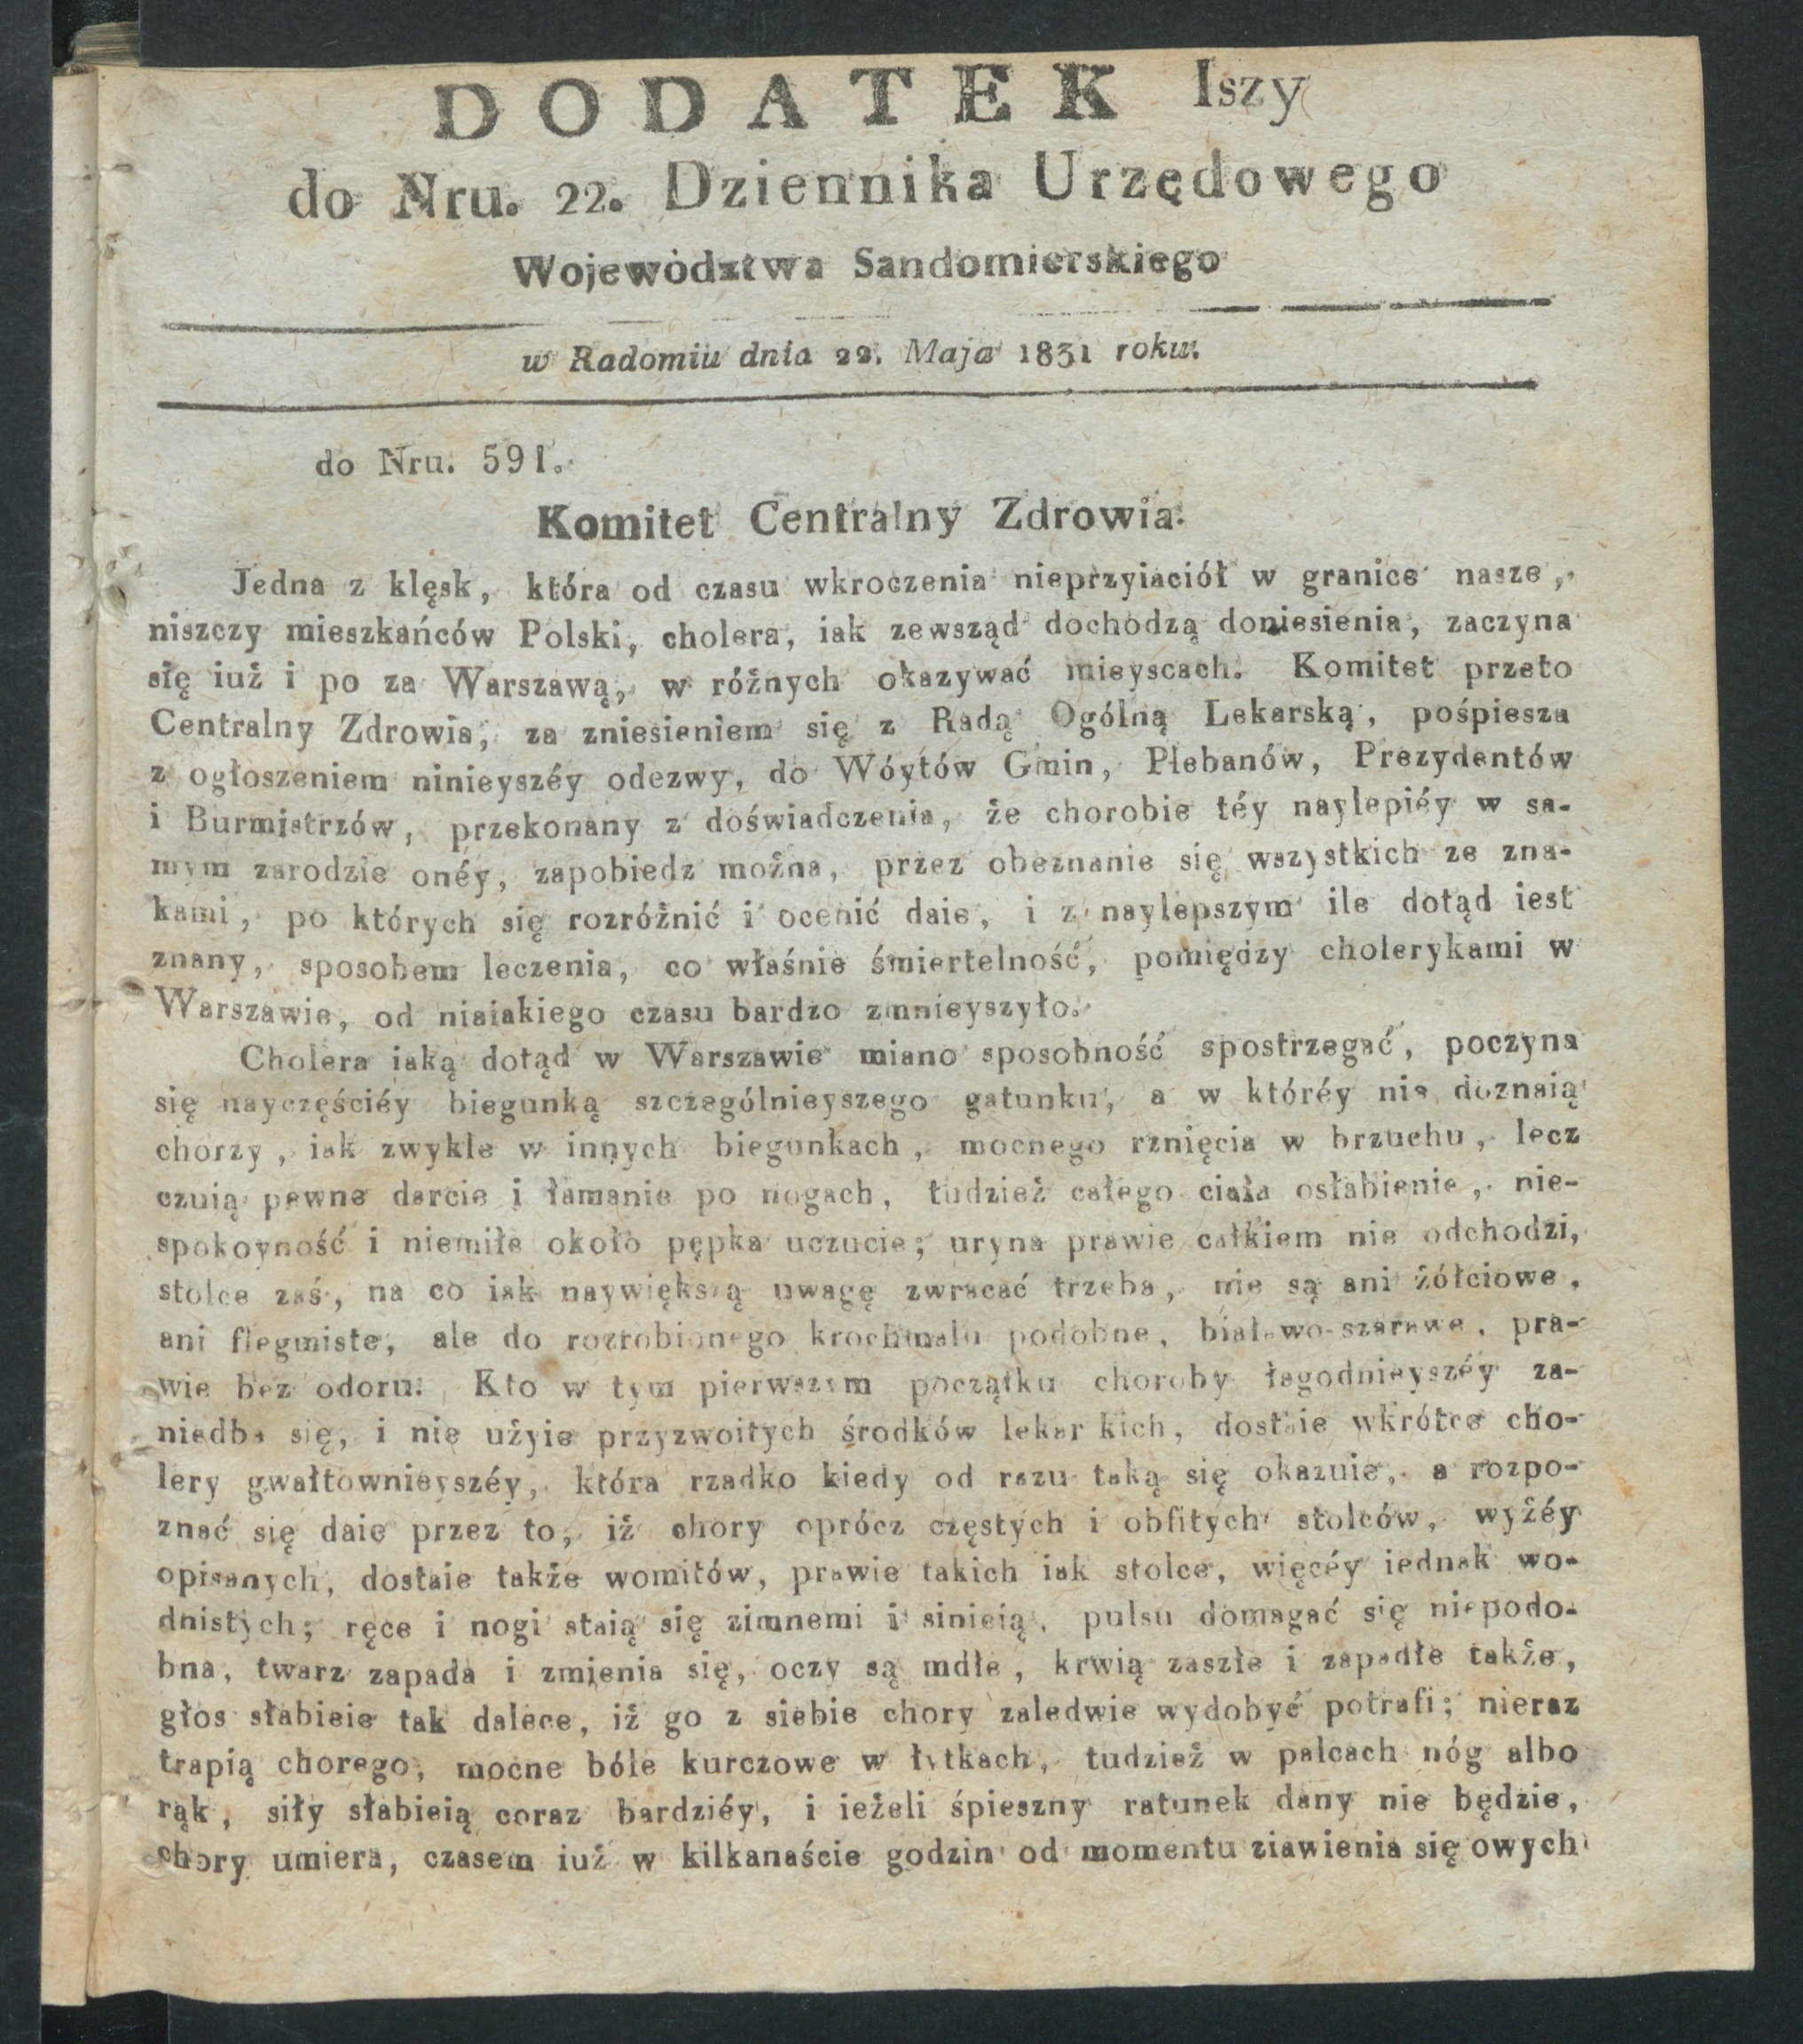 DODATEK Iszy
do Nru. 22. Dziennika Urzędowego
Województwa Sandomierskiego
w Radomiu dnia 22. Maja 1831 roku.
do Nru. 591.
Komitet Centralny Zdrowia.
Jedna z klęsk, która od czasu wkroczenia nieprzyiaciół w granice nasze,
niszczy mieszkańców Polski, cholera, iak zewsząd dochodzą doniesienia, zaczyna
się iuż i po za Warszawą, w różnych okazywać mieyscach. Komitet przeto
Centralny Zdrowia, za zniesieniem się z Radą Ogólną Lekarską, pośpiesza
z ogłoszeniem ninieyszéy odezwy, do Wóytów Gmin, Plebanów, Prezydentów
i Burmistrzów, przekonany z doświadczenia, że chorobie téy naylepiéy w sa-
mym zarodzie onéy, zapobiedz można, przez obeznanie się wszystkich ze zna-
kami, po których się rozróżnić i ocenić daie, i z naylepszym ile dotąd iest
znany, sposobem leczenia, co właśnie śmiertelność, pomiędzy cholerykami w
Warszawie, od nieiakiego czasu bardzo zmnieyszyło.
Cholera iaką dotąd w Warszawie miano sposobność spostrzegać, poczyna
się nayczęściéy biegunką szczególnieyszego gatunku, a w któréy nie doznaią
chorzy, iak zwykle w innych biegunkach, mocnego rznięcia w brzuchu, lecz
czuią pewne darcie i łamanie po nogach, tudzież całego ciała osłabienie, nie-
spokoyność i niemiłe około pępka uczucie; uryna prawie całkiem nie odchodzi,
stolce zaś, na co iak naywiększą uwagę zwracać trzeba, nie są ani żółciowe,
ani flegmiste, ale do rozrobionego krochmalu podobne, białawo-szarawe, pra-
wie bez odoru. Kto w tym pierwszym początku choroby łagodnieyszéy za-
niedba się, i nie użyie przyzwoitych środków lekar kich, dostaie wkrótce cho-
lery gwałtownieyszéy, która rzadko kiedy od razu taką się okazuie, a rozpo-
znać się daie przez to, iż chory oprócz częstych i obfitych stolców, wyżéy
opisanych, dostaie także womitów, prawie takich iak stolce, więcéy iednak wo-
dnistych; ręce i nogi staią się zimnemi i sinieią, pulsu domagać się niepodo-
bna, twarz zapada i zmienia się, oczy są mdłe, krwią zaszłe i zapadłe także,
głos słabieie tak dalece, iż go z siebie chory zaledwie wydobyć potrafi; nieraz
trapią chorego, mocne bóle kurczowe w łytkach, tudzież w palcach nóg albo
rąk, siły słabieią coraz bardziéy, i ieżeli śpieszny ratunek dany nie będzie,
chory umiera, czasem iuż w kilkanaście godzin od momentu ziawienia się owych